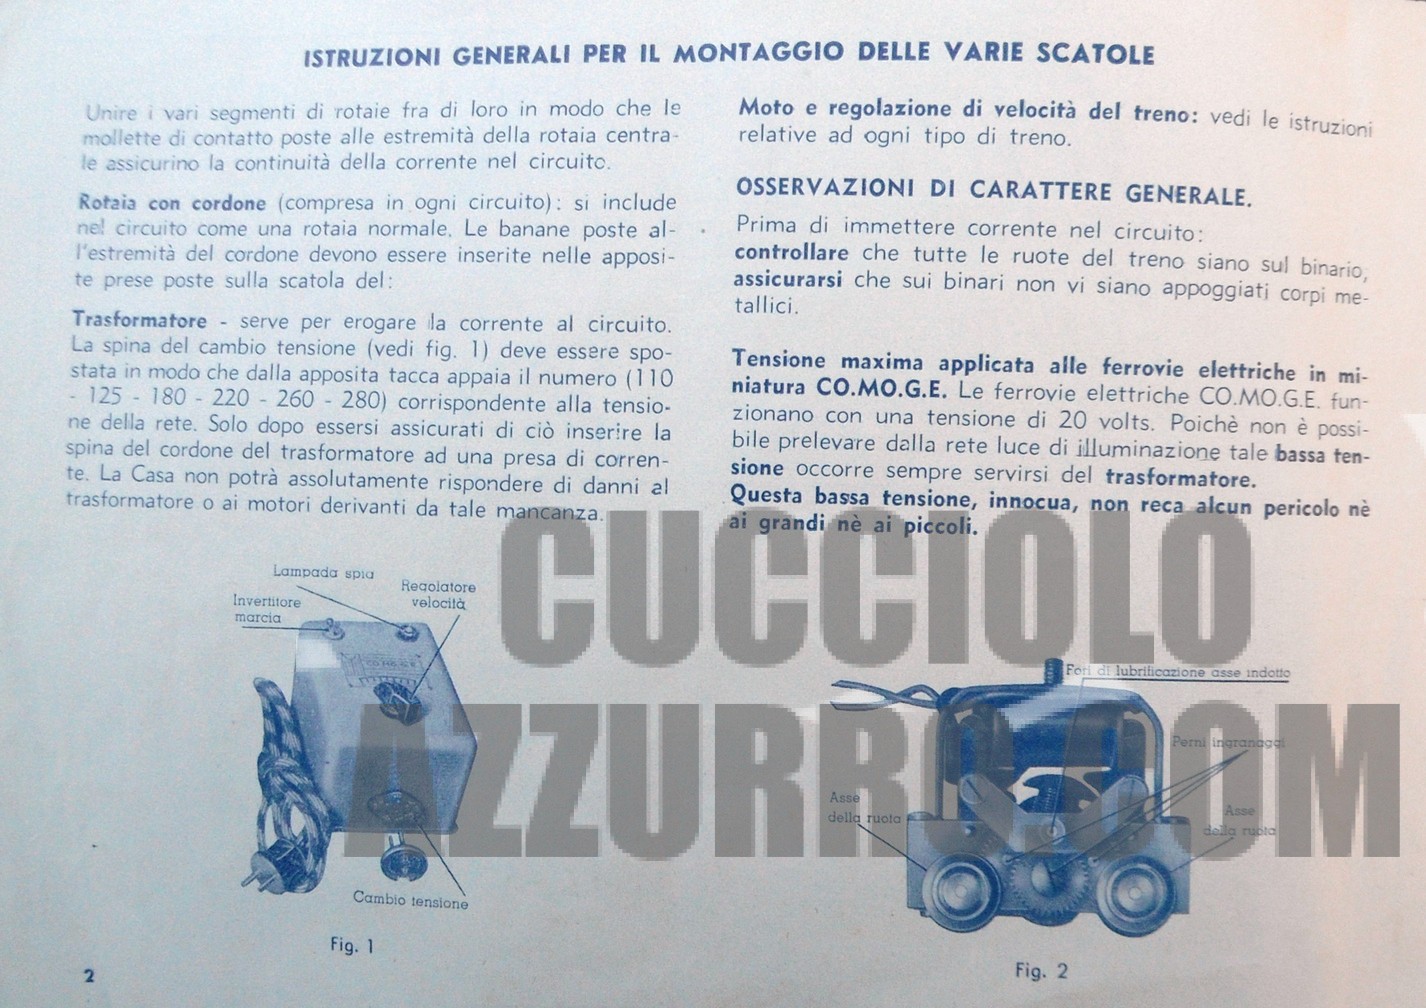 ISTRUZIONI GENERALI PER IL MONTAGGIO DELLE VARIE SCATOLE
Unire i vari segmenti di rotaie fra di loro in modo che le
mollette di contatto poste alle estremità della rotaia centra-
le assicurino la continuità della corrente nel circuito.
Rotaia con cordone (compresa in ogni circuito): si include
nel circuito come una rotaia normale. Le banane poste al-
l'estremità del cordone devono essere inserite nelle apposi-
te prese poste sulla scatola del:
Trasformatore - serve per erogare la corrente al circuito.
La spina del cambio tensione (vedi fig. 1) deve essere spo-
stata in modo che dalla apposita tacca appaia il numero (110
- 125 - 180 - 220 - 260 - 280) corrispondente alla tensio-
ne della rete. Solo dopo essersi assicurati di ciò inserire la
spina del cordone del trasformatore ad una presa di corren-
te. La Casa non potrà assolutamente rispondere di danni al
trasformatore o ai motori derivanti da tale mancanza.
Moto e regolazione di velocità del treno: vedi le istruzioni
relative ad ogni tipo di treno.
OSSERVAZIONI DI CARATTERE GENERALE.
Prima di immettere corrente nel circuito:
controllare che tutte le ruote del treno siano sul binario,
assicurarsi che sui binari non vi siano appoggiati corpi me-
tallici.
Tensione maxima applicata alle ferrovie elettriche in mi-
niatura CO.MO.G.E. Le ferrovie elettriche CO.MO.G.E. fun-
zionano con una tensione di 20 volts. Poichè non è possi-
bile prelevare dalla rete luce di illuminazione tale bassa ten-
sione occorre sempre servirsi del trasformatore.
Questa bassa tensione, innocua, non reca alcun pericolo nè
ai grandi nè ai piccoli.
CUCCIOLO
AZZURRO.COM
Lampada spia
Regolatore
velocità
Invertitore
marcia
CO.MO.G.E.
Cambio tensione
Fig. 1
Fori di lubrificazione asse indotto
Perni ingranaggi
Asse
della ruota
Asse
della ruota
Fig. 2
2